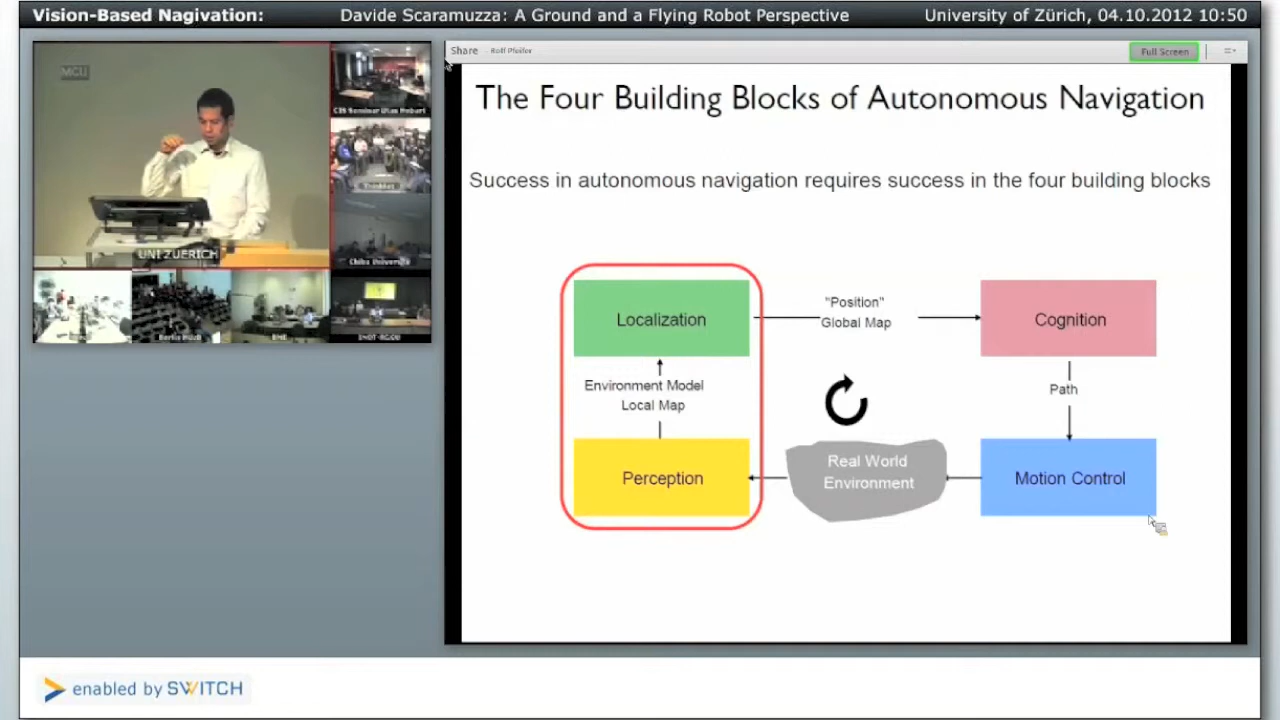 Vision-Based Nagivation:
Davide Scaramuzza: A Ground and a Flying Robot Perspective
University of Zürich, 04.10.2012 10:50
MCU
UNI ZUERICH
Share
Rolf Pfeifer
Full Screen
The Four Building Blocks of Autonomous Navigation
Success in autonomous navigation requires success in the four building blocks
Localization
"Position"
Global Map
Cognition
Environment Model
Local Map
Path
Perception
Real World
Environment
Motion Control
enabled by SWITCH